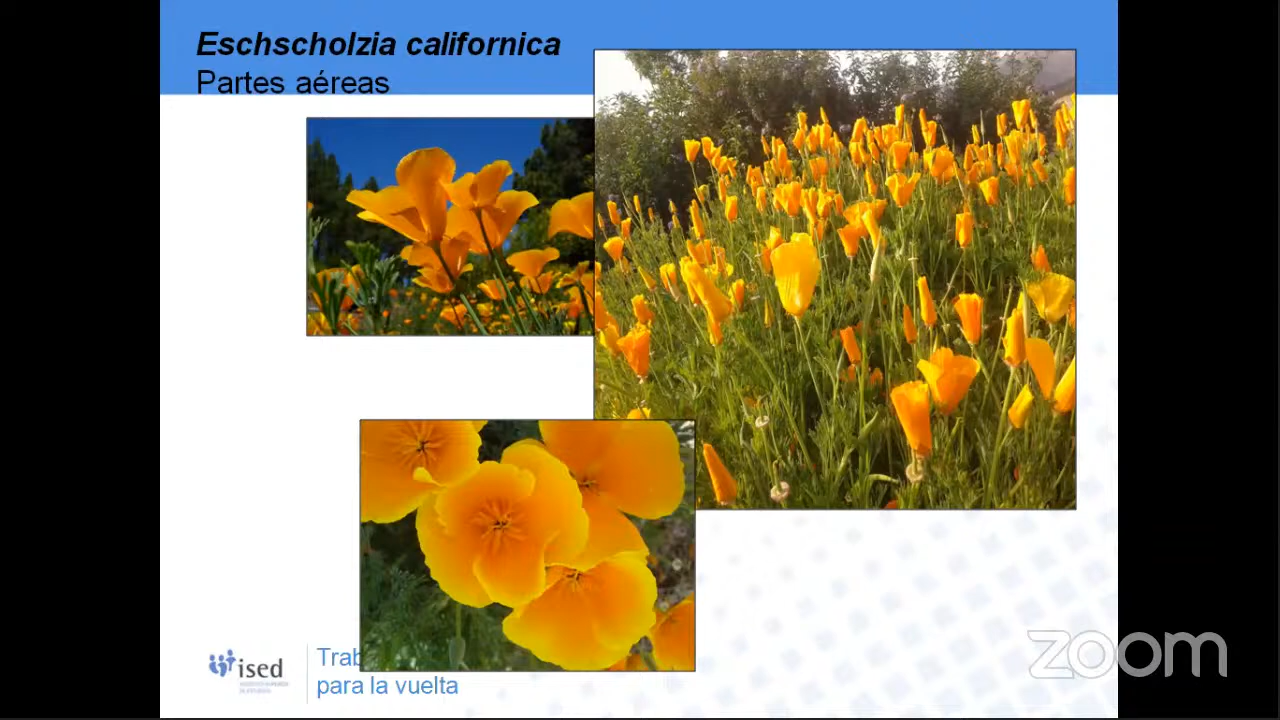 Eschscholzia californica
Partes aéreas
ised
Trab
para la vuelta
zoom